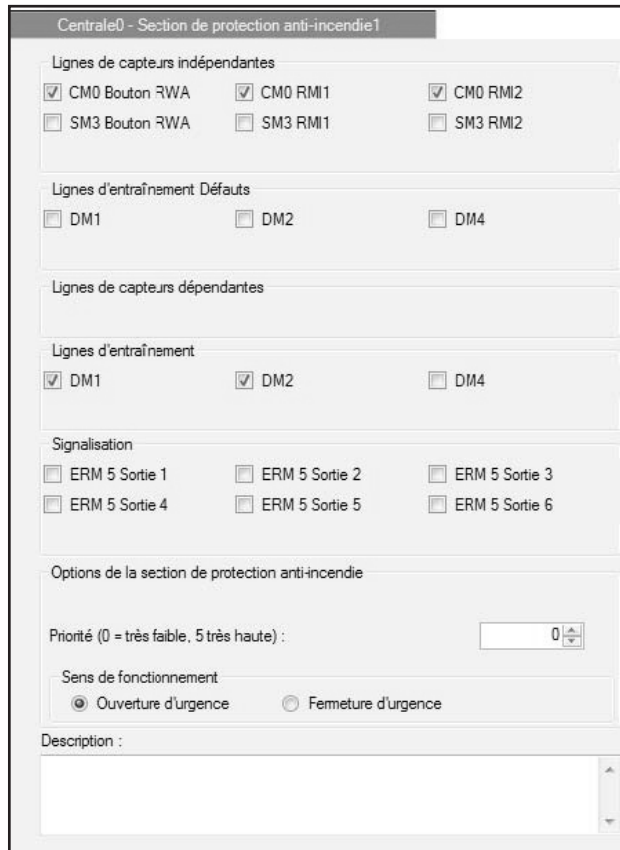 Centrale0 - Section de protection anti-incendie1
Lignes de capteurs indépendantes
CM0 Bouton RWA CM0 RMI1 CM0 RMI2
SM3 Bouton RWA SM3 RMI1 SM3 RMI2
Lignes d'entraînement Défauts
DM1 DM2 DM4
Lignes de capteurs dépendantes
Lignes d'entraînement
DM1 DM2 DM4
Signalisation
ERM 5 Sortie 1 ERM 5 Sortie 2 ERM 5 Sortie 3
ERM 5 Sortie 4 ERM 5 Sortie 5 ERM 5 Sortie 6
Options de la section de protection anti-incendie
Priorité (0 = très faible, 5 très haute) : 0
Sens de fonctionnement
Ouverture d'urgence Fermeture d'urgence
Description :